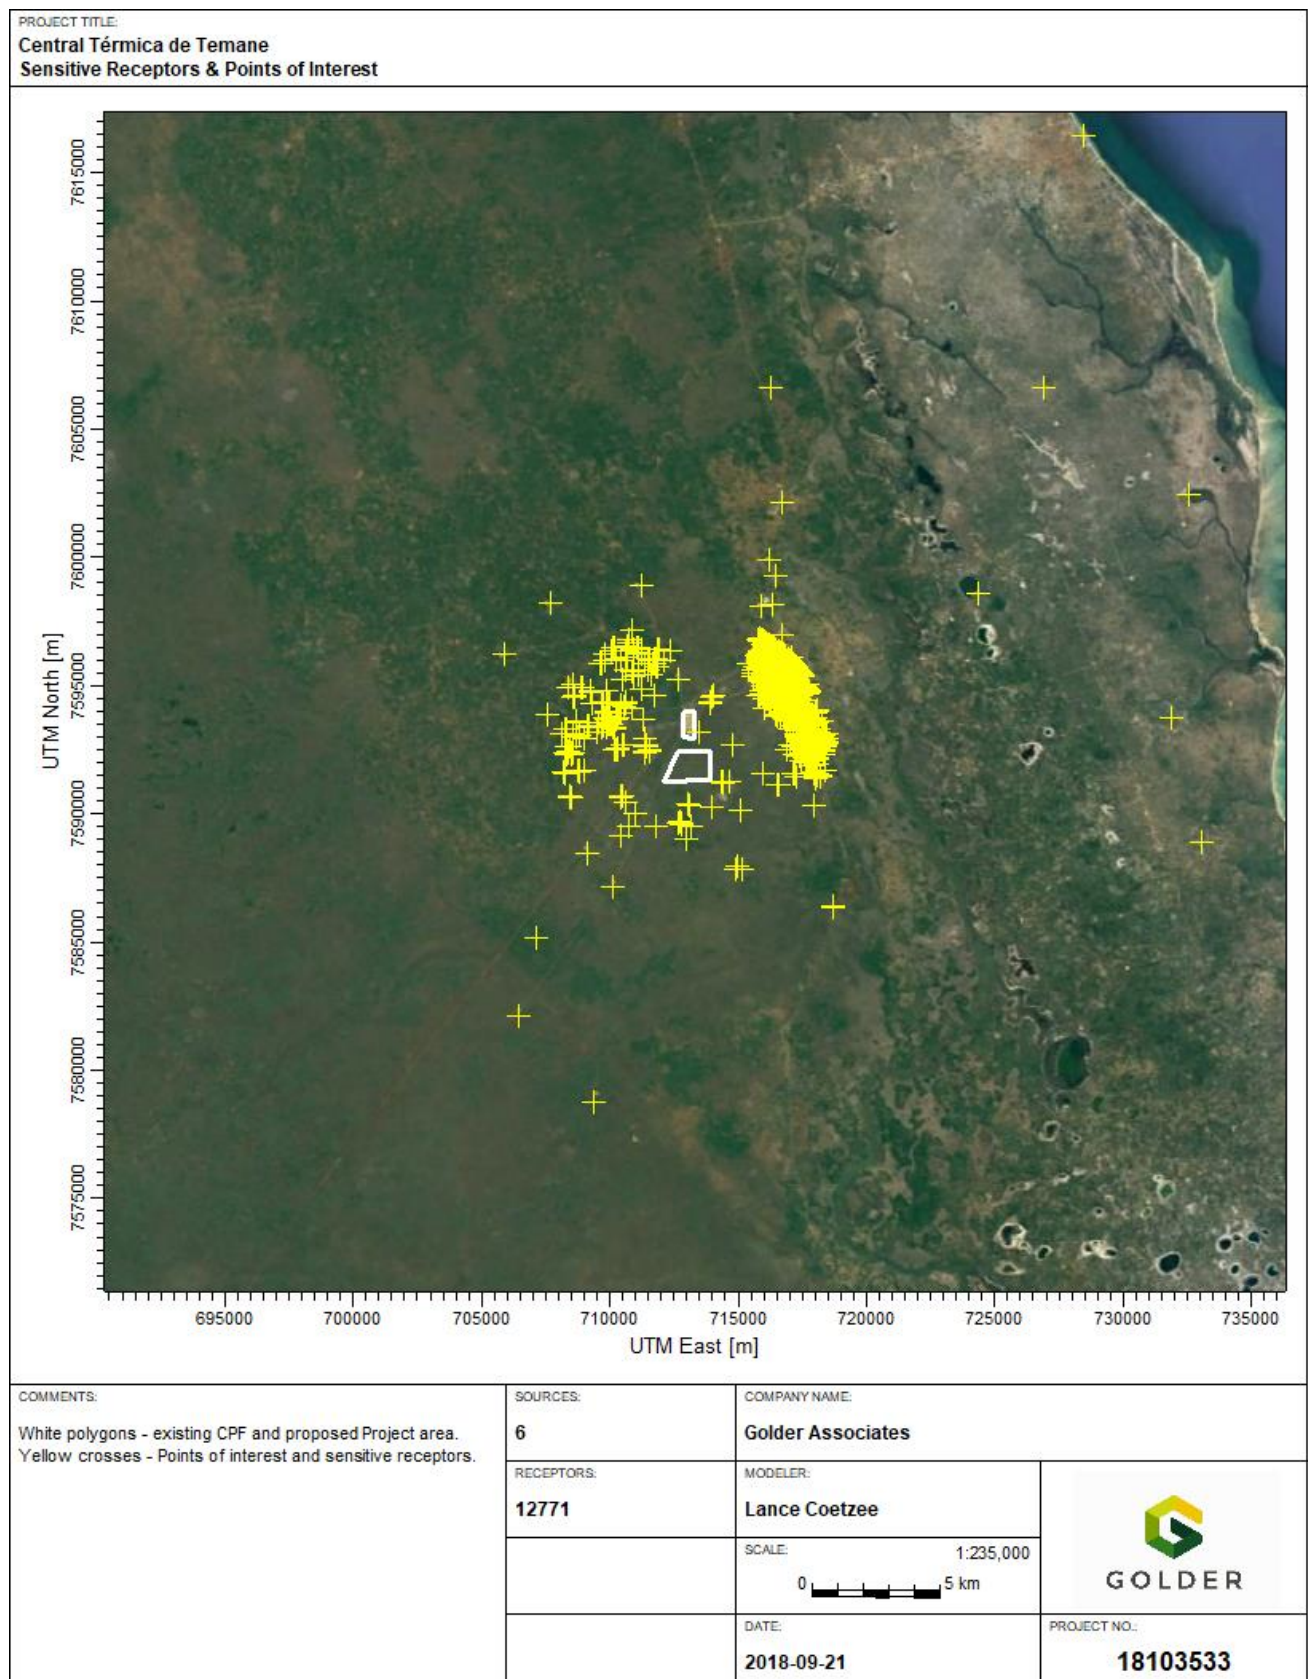 PROJECT TITLE:
Central Térmica de Temane
Sensitive Receptors & Points of Interest
UTM North [m]
7615000
7610000
7605000
7600000
7595000
7590000
7585000
7580000
7575000
695000 700000 705000 710000 715000 720000 725000 730000 735000
UTM East [m]
COMMENTS:
White polygons - existing CPF and proposed Project area.
Yellow crosses - Points of interest and sensitive receptors.
SOURCES:
6
COMPANY NAME:
Golder Associates
RECEPTORS:
12771
MODELER:
Lance Coetzee
SCALE:
1:235,000
0 5 km
GOLDER
DATE:
2018-09-21
PROJECT NO.:
18103533